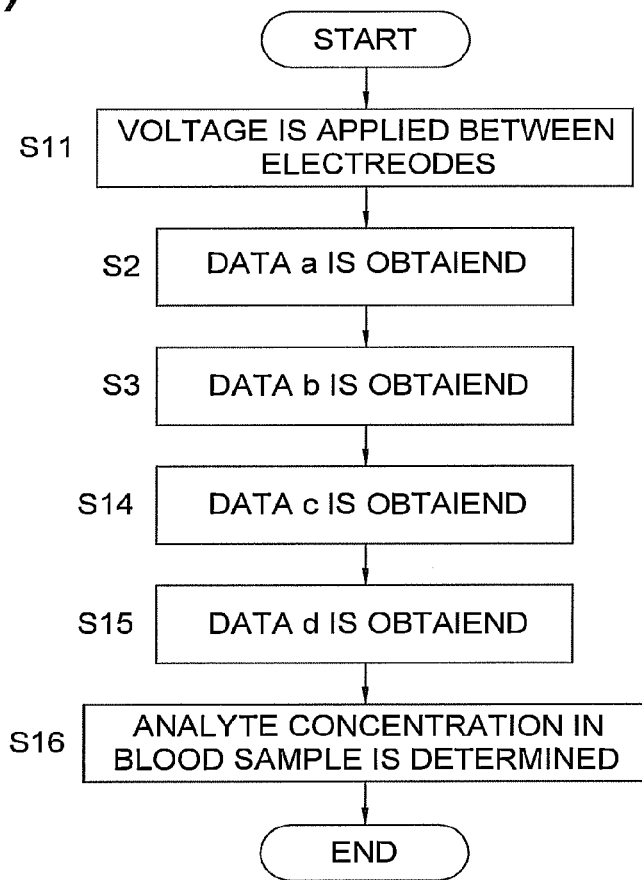 )
START
S11
VOLTAGE IS APPLIED BETWEEN
ELECTREODES
S2
DATA a IS OBTAIEND
S3
DATA b IS OBTAIEND
S14
DATA c IS OBTAIEND
S15
DATA d IS OBTAIEND
S16
ANALYTE CONCENTRATION IN
BLOOD SAMPLE IS DETERMINED
END